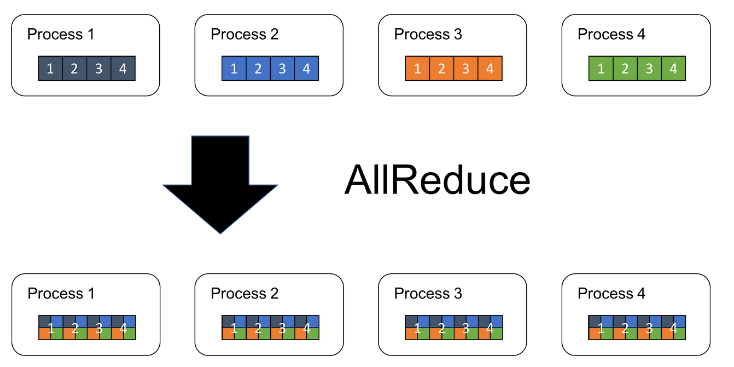 Process 1 Process 2 Process 3 Process 4
1 2 3 4 1 2 3 4 1 2 3 4 1 2 3 4
AllReduce
Process 1 Process 2 Process 3 Process 4
1 2 3 4 1 2 3 4 1 2 3 4 1 2 3 4